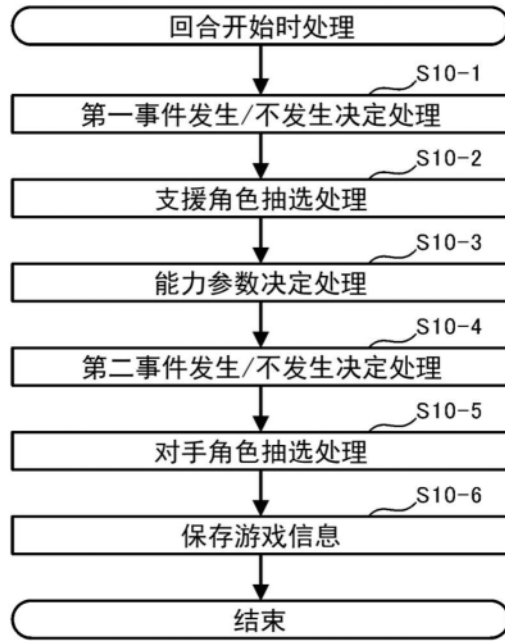 回合开始时处理
S10-1
第一事件发生/不发生决定处理
S10-2
支援角色抽选处理
S10-3
能力参数决定处理
S10-4
第二事件发生/不发生决定处理
S10-5
对手角色抽选处理
S10-6
保存游戏信息
结束